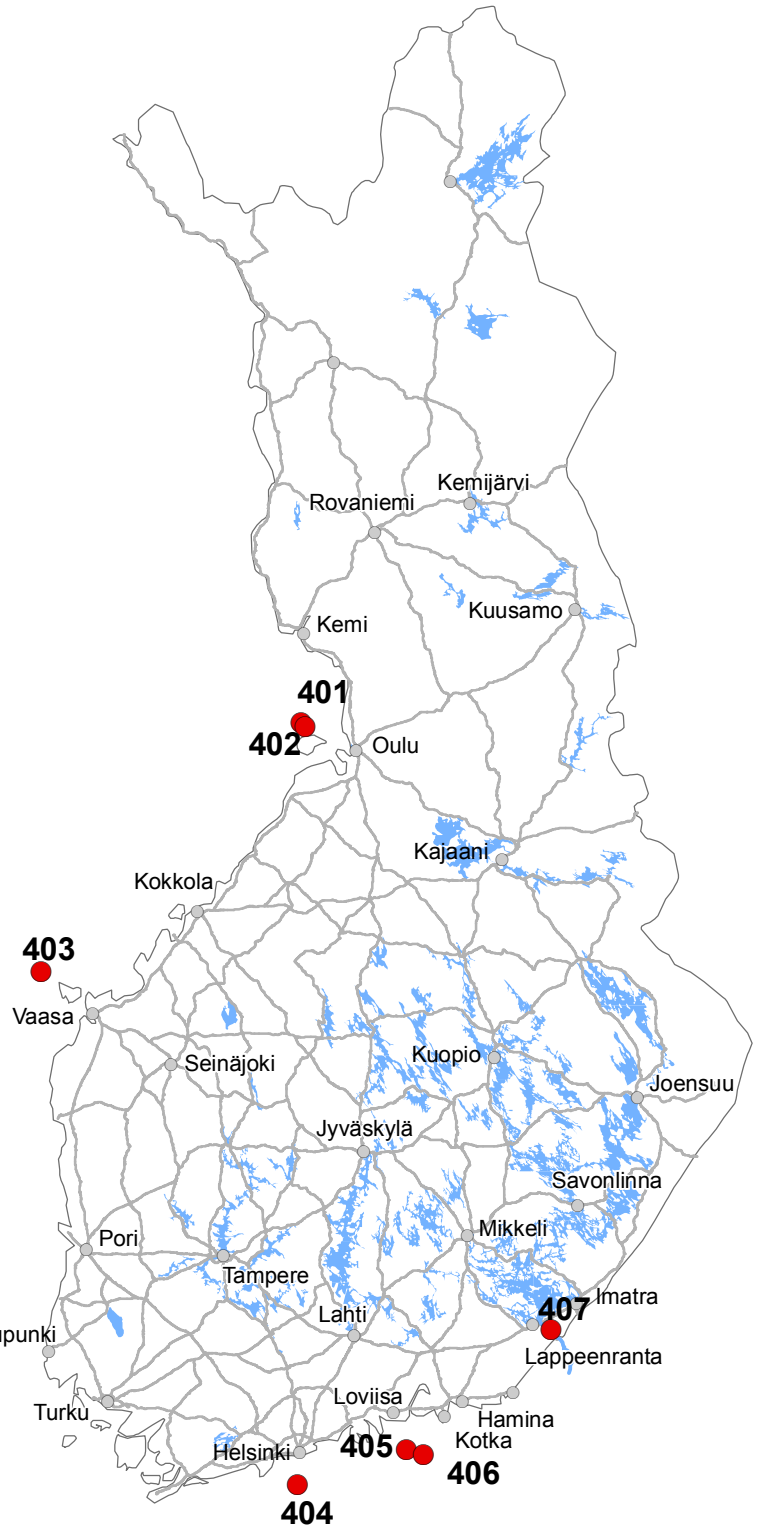 Kemijärvi
Rovaniemi
Kuusamo
Kemi
401
402
Oulu
Kajaani
Kokkola
403
Vaasa
Kuopio
Seinäjoki
Joensuu
Jyväskylä
Savonlinna
Mikkeli
Pori
Tampere
Imatra
407
Lahti
upunki
Lappeenranta
Loviisa
Turku
Hamina
Kotka
Helsinki
405
406
404